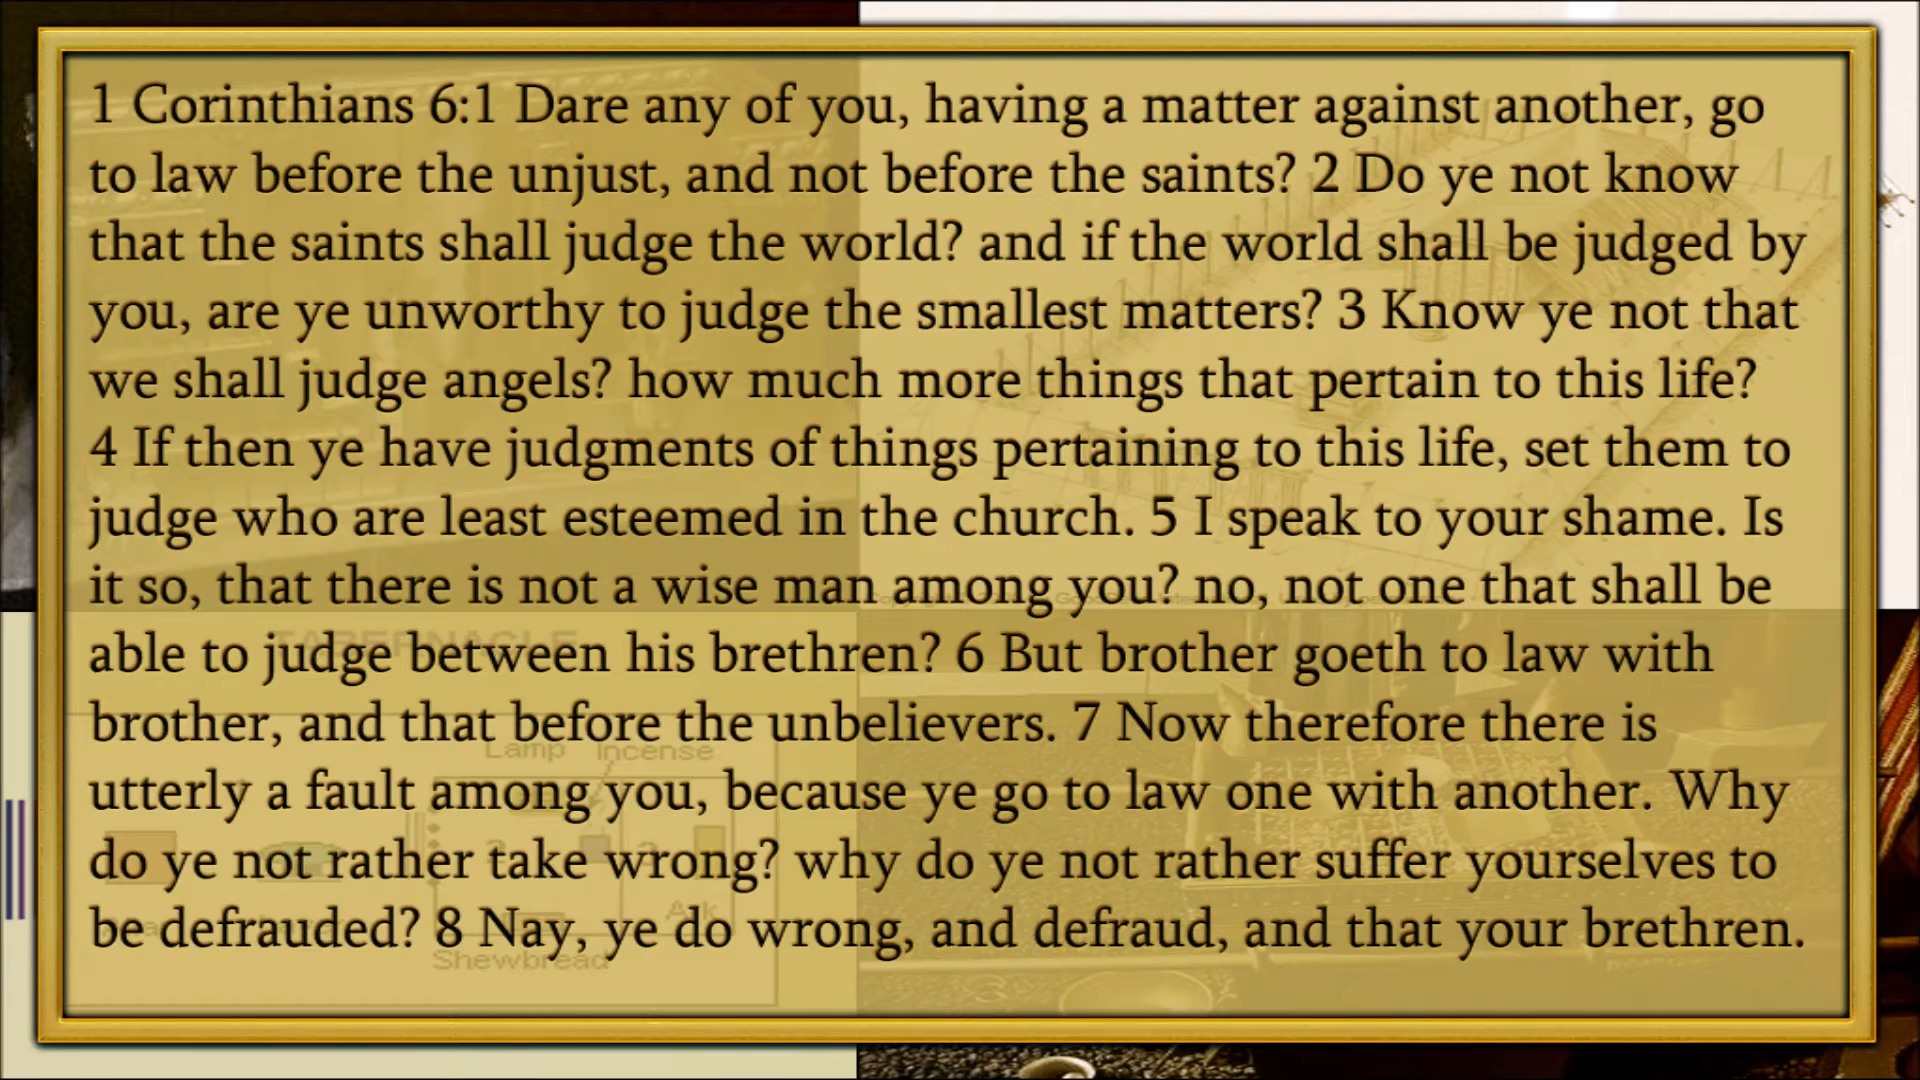 1 Corinthians 6:1 Dare any of you, having a matter against another, go
to law before the unjust, and not before the saints? 2 Do ye not know
that the saints shall judge the world? and if the world shall be judged by
you, are ye unworthy to judge the smallest matters? 3 Know ye not that
we shall judge angels? how much more things that pertain to this life?
4 If then ye have judgments of things pertaining to this life, set them to
judge who are least esteemed in the church. 5 I speak to your shame. Is
it so, that there is not a wise man among you? no, not one that shall be
able to judge between his brethren? 6 But brother goeth to law with
brother, and that before the unbelievers. 7 Now therefore there is
utterly a fault among you, because ye go to law one with another. Why
do ye not rather take wrong? why do ye not rather suffer yourselves to
be defrauded? 8 Nay, ye do wrong, and defraud, and that your brethren.
TABERNACLE
Lamp Incense
Ark
Shewbread